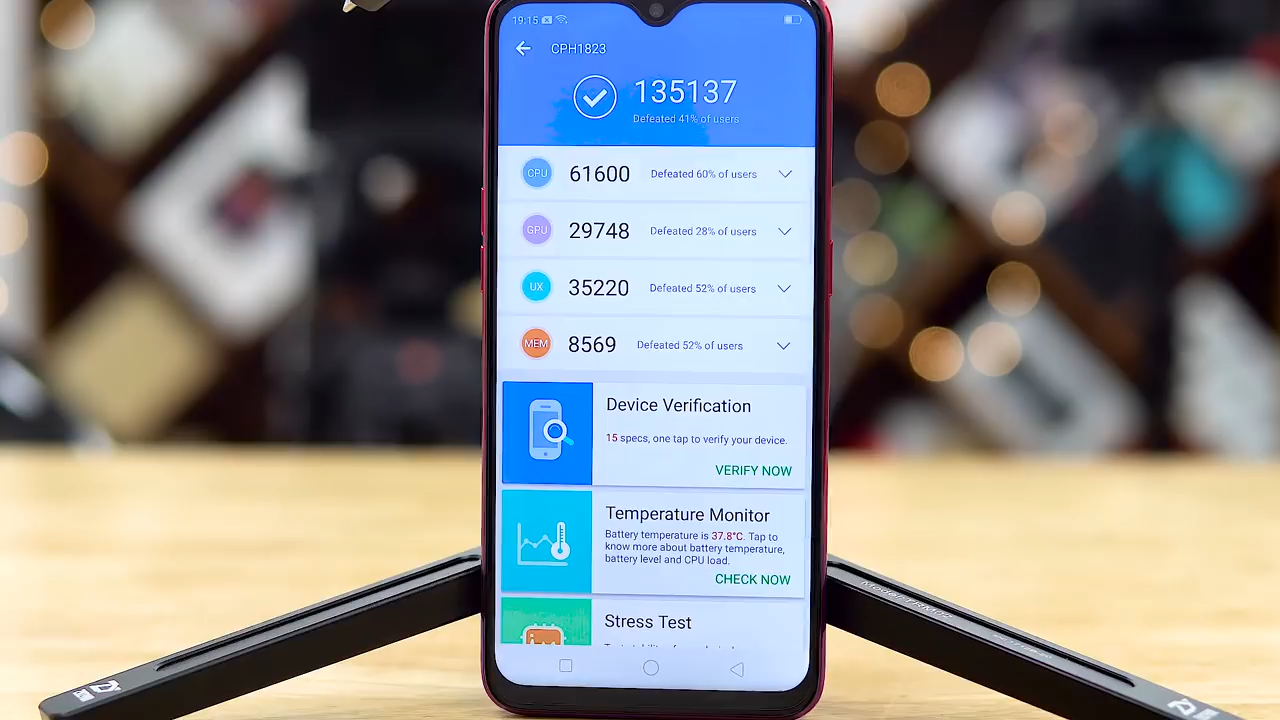 19:15
CPH1823
135137
Defeated 41% of users
CPU 61600 Defeated 60% of users
GPU 29748 Defeated 28% of users
UX 35220 Defeated 52% of users
MEM 8569 Defeated 52% of users
Device Verification
15 specs, one tap to verify your device.
VERIFY NOW
Temperature Monitor
Battery temperature is 37.8°C. Tap to
know more about battery temperature,
battery level and CPU load.
CHECK NOW
Stress Test